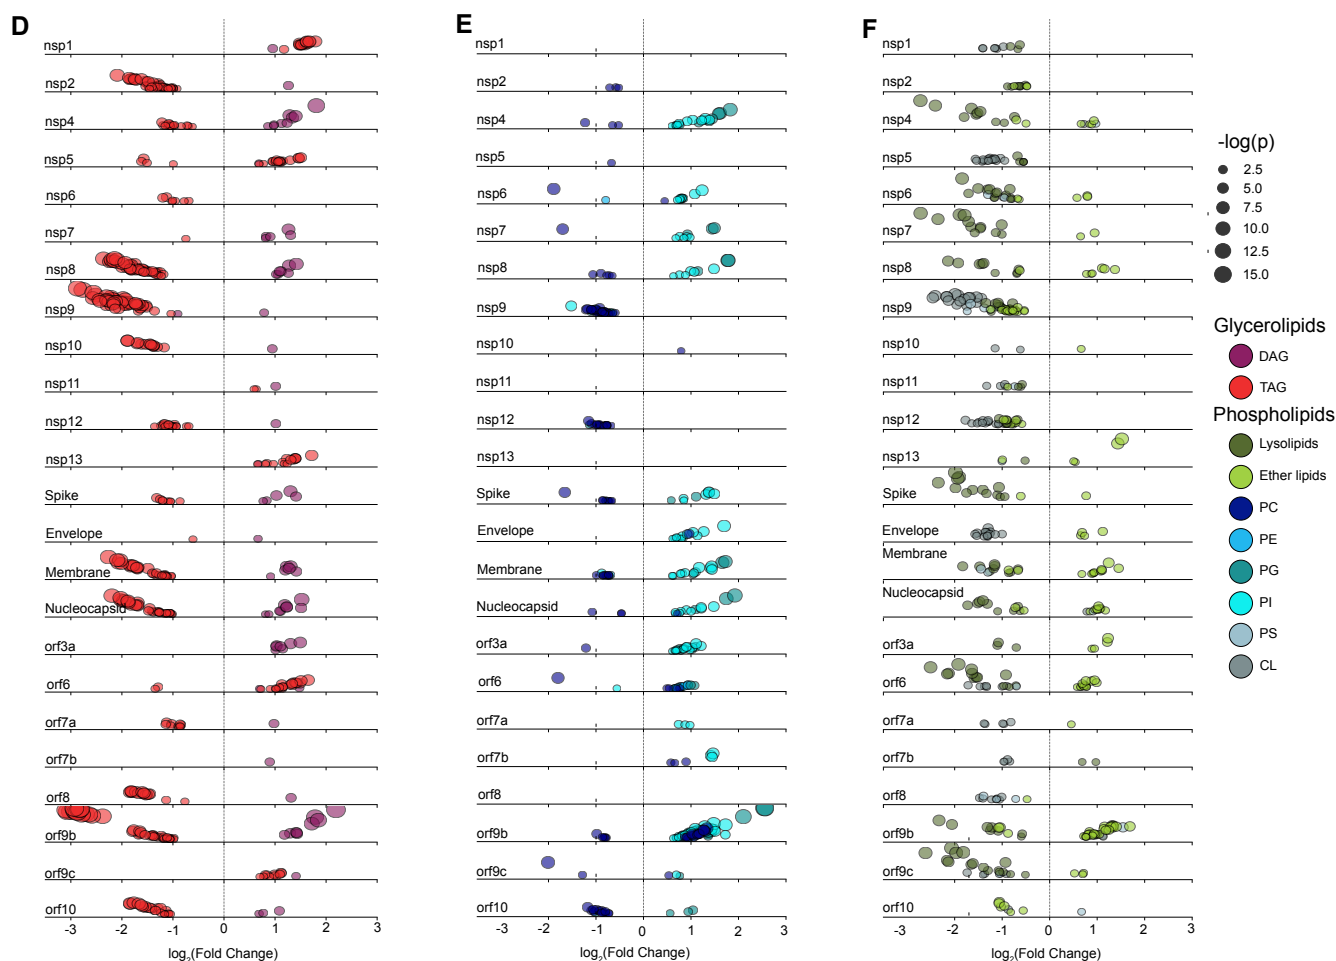 D
nsp1
nsp2
nsp4
nsp5
nsp6
nsp7
nsp8
nsp9
nsp10
nsp11
nsp12
nsp13
Spike
Envelope
Membrane
Nucleocapsid
orf3a
orf6
orf7a
orf7b
orf8
orf9b
orf9c
orf10
-3 -2 -1 0 1 2 3
log2(Fold Change)
E
nsp1
nsp2
nsp4
nsp5
nsp6
nsp7
nsp8
nsp9
nsp10
nsp11
nsp12
nsp13
Spike
Envelope
Membrane
Nucleocapsid
orf3a
orf6
orf7a
orf7b
orf8
orf9b
orf9c
orf10
-3 -2 -1 0 1 2 3
log2(Fold Change)
F
nsp1
nsp2
nsp4
nsp5
nsp6
nsp7
nsp8
nsp9
nsp10
nsp11
nsp12
nsp13
Spike
Envelope
Membrane
Nucleocapsid
orf3a
orf6
orf7a
orf7b
orf8
orf9b
orf9c
orf10
-3 -2 -1 0 1 2 3
log2(Fold Change)
-log(p)
2.5
5.0
7.5
10.0
12.5
15.0
Glycerolipids
DAG
TAG
Phospholipids
Lysolipids
Ether lipids
PC
PE
PG
PI
PS
CL